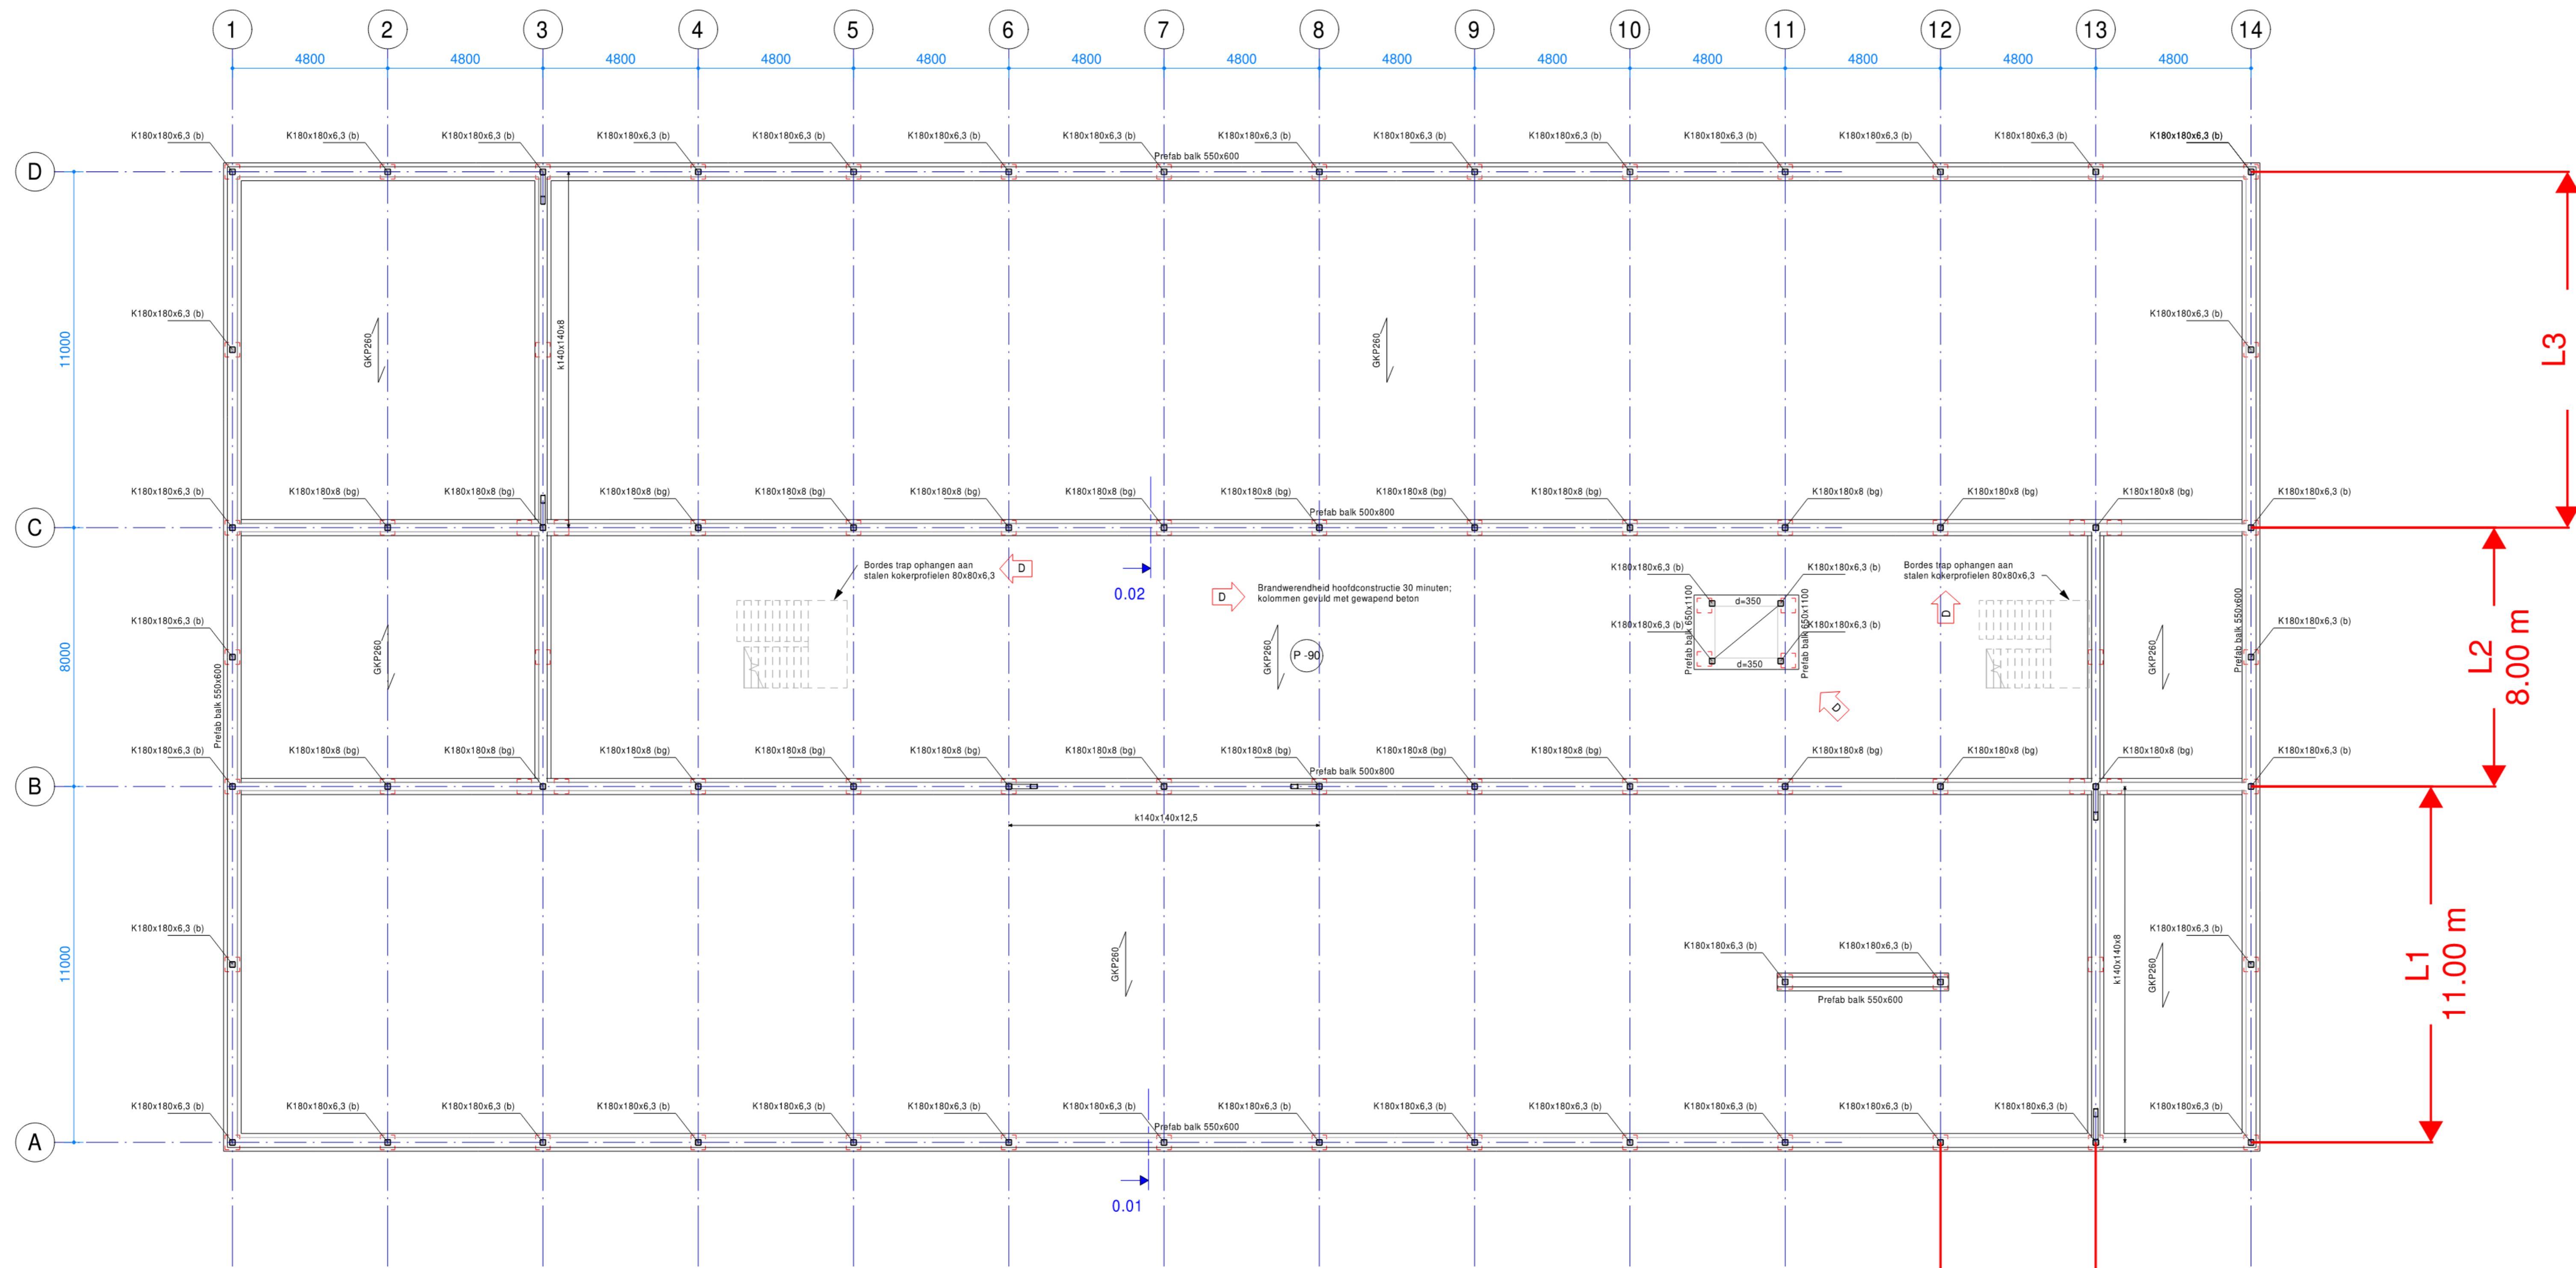 1 2 3 4 5 6 7 8 9 10 11 12 13 14
4800 4800 4800 4800 4800 4800 4800 4800 4800 4800 4800 4800 4800
K180x180x6,3 (b) K180x180x6,3 (b) K180x180x6,3 (b) K180x180x6,3 (b) K180x180x6,3 (b) K180x180x6,3 (b) K180x180x6,3 (b) K180x180x6,3 (b) K180x180x6,3 (b) K180x180x6,3 (b) K180x180x6,3 (b) K180x180x6,3 (b) K180x180x6,3 (b) K180x180x6,3 (b)
Prefab balk 550x600
D
K180x180x6,3 (b) K180x180x6,3 (b)
11000
GKP260
k140x140x8
GKP260
L3
K180x180x6,3 (b) K180x180x8 (bg) K180x180x8 (bg) K180x180x8 (bg) K180x180x8 (bg) K180x180x8 (bg) K180x180x8 (bg) K180x180x8 (bg) K180x180x8 (bg) K180x180x8 (bg) K180x180x8 (bg) K180x180x8 (bg) K180x180x8 (bg) K180x180x6,3 (b)
Prefab balk 500x800
C
Bordes trap ophangen aan
stalen kokerprofielen 80x80x6,3
D
0.02
D
Brandwerendheid hoofdconstructie 30 minuten;
kolommen gevuld met gewapend beton
K180x180x6,3 (b) K180x180x6,3 (b)
d=350
Prefab balk 650x1100
Prefab balk 650x1100
K180x180x6,3 (b) K180x180x6,3 (b)
d=350
Bordes trap ophangen aan
stalen kokerprofielen 80x80x6,3
D
D
K180x180x6,3 (b) K180x180x6,3 (b)
8000
Prefab balk 550x600
GKP260
GKP260
P -90
GKP260
Prefab balk 550x600
L2
8.00 m
K180x180x6,3 (b) K180x180x8 (bg) K180x180x8 (bg) K180x180x8 (bg) K180x180x8 (bg) K180x180x8 (bg) K180x180x8 (bg) K180x180x8 (bg) K180x180x8 (bg) K180x180x8 (bg) K180x180x8 (bg) K180x180x8 (bg) K180x180x8 (bg) K180x180x6,3 (b)
Prefab balk 500x800
B
k140x140x12,5
K180x180x6,3 (b) K180x180x6,3 (b) K180x180x6,3 (b) K180x180x6,3 (b)
11000
GKP260
Prefab balk 550x600
k140x140x8
GKP260
L1
11.00 m
K180x180x6,3 (b) K180x180x6,3 (b) K180x180x6,3 (b) K180x180x6,3 (b) K180x180x6,3 (b) K180x180x6,3 (b) K180x180x6,3 (b) K180x180x6,3 (b) K180x180x6,3 (b) K180x180x6,3 (b) K180x180x6,3 (b) K180x180x6,3 (b) K180x180x6,3 (b) K180x180x6,3 (b)
Prefab balk 550x600
A
0.01